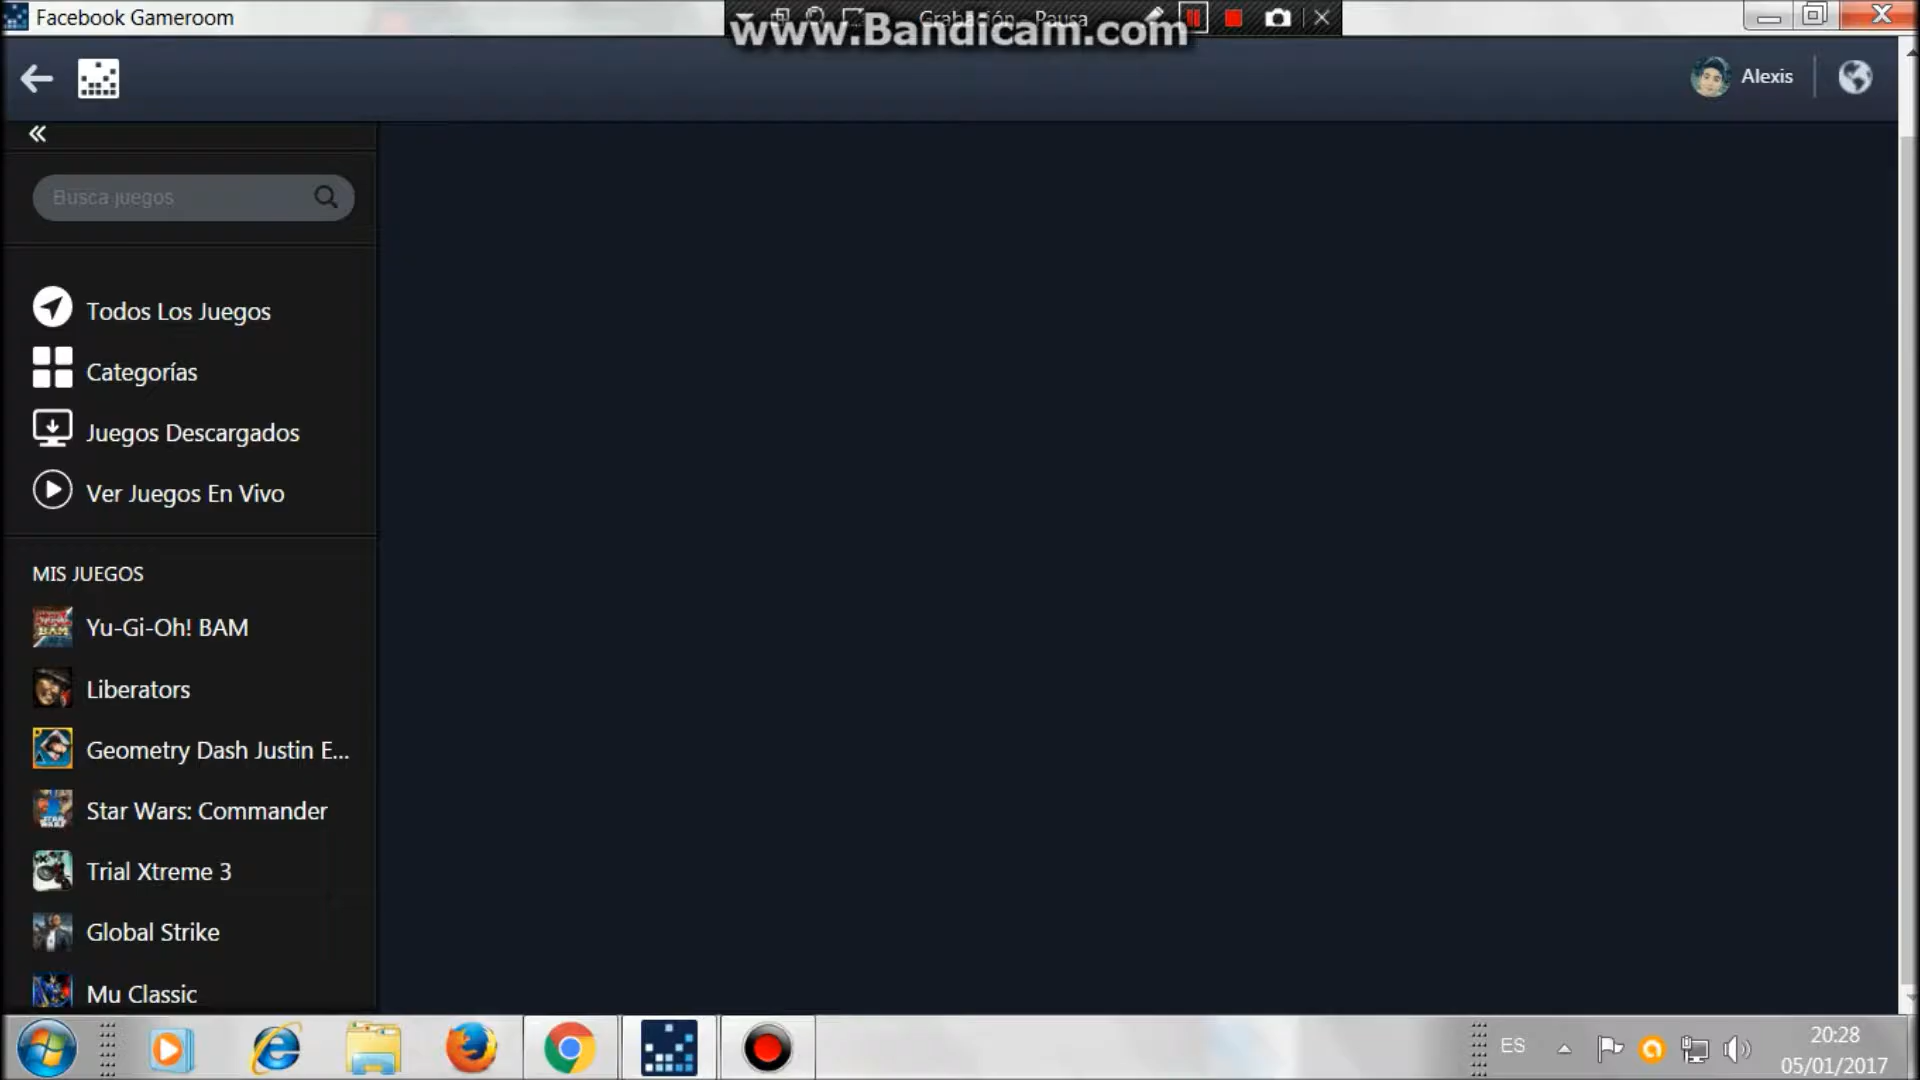 Facebook Gameroom
Grabación - Pausa
www.Bandicam.com
Alexis
Busca juegos
Todos Los Juegos
Categorías
Juegos Descargados
Ver Juegos En Vivo
MIS JUEGOS
Yu-Gi-Oh! BAM
Liberators
Geometry Dash Justin E...
Star Wars: Commander
Trial Xtreme 3
Global Strike
Mu Classic
ES
20:28
05/01/2017